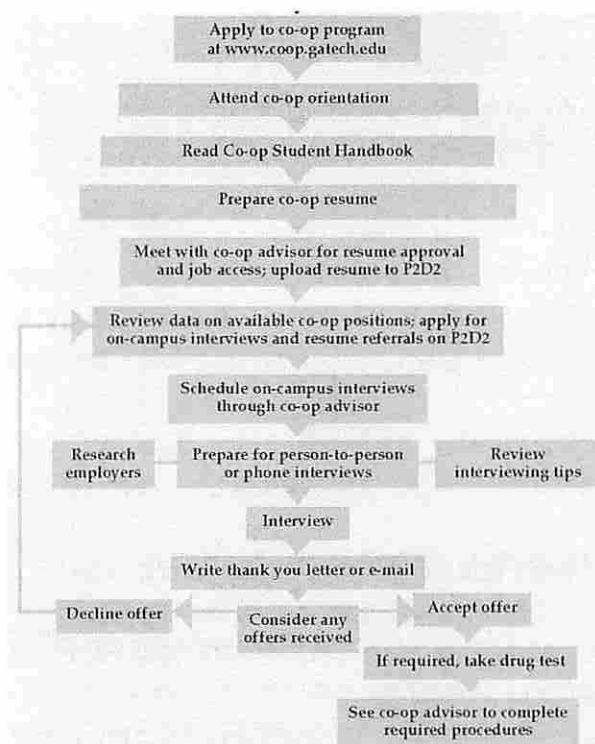 Apply to co-op program
at www.coop.gatech.edu
Attend co-op orientation
Read Co-op Student Handbook
Prepare co-op resume
Meet with co-op advisor for resume approval
and job access; upload resume to P2D2
Review data on available co-op positions; apply for
on-campus interviews and resume referrals on P2D2
Schedule on-campus interviews
through co-op advisor
Research
employers
Prepare for person-to-person
or phone interviews
Review
interviewing tips
Interview
Write thank you letter or e-mail
Decline offer
Consider any
offers received
Accept offer
If required, take drug test
See co-op advisor to complete
required procedures